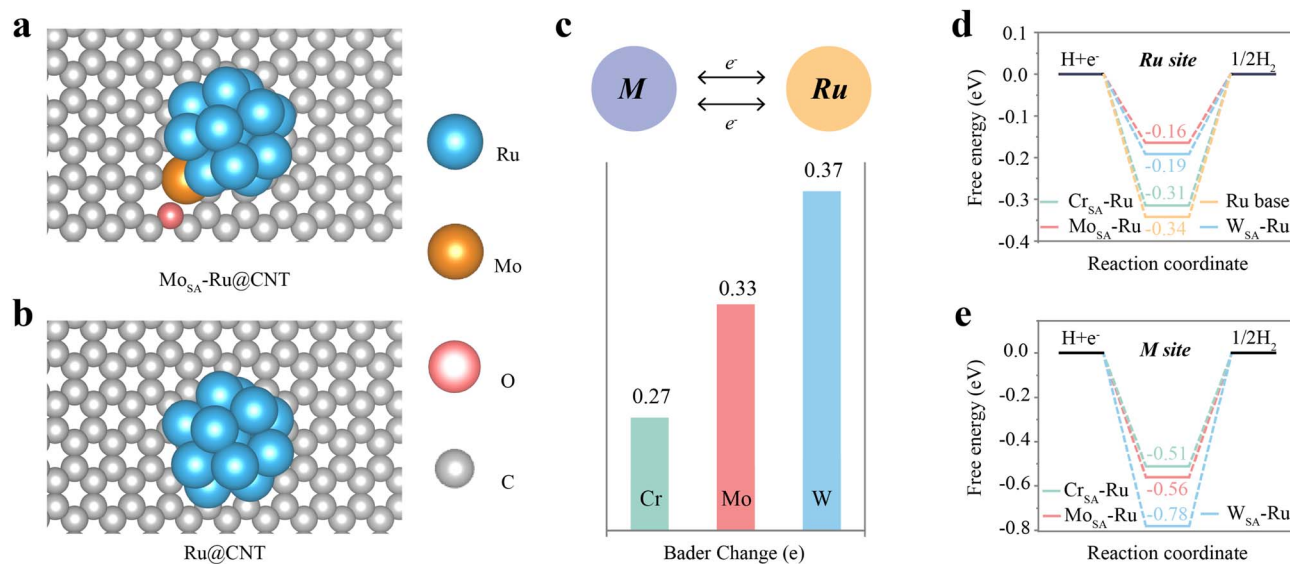 a
Ru
Mo
O
C
Mo_SA-Ru@CNT
b
Ru@CNT
c
M
e-
e-
Ru
0.27
0.33
0.37
Cr
Mo
W
Bader Change (e)
d
Free energy (eV)
0.1
0.0
-0.1
-0.2
-0.3
-0.4
H+e-
Ru site
1/2H2
-0.16
-0.19
-0.31
-0.34
Cr_SA-Ru
Ru base
Mo_SA-Ru
W_SA-Ru
Reaction coordinate
e
Free energy (eV)
0.0
-0.2
-0.4
-0.6
-0.8
H+e-
M site
1/2H2
-0.51
-0.56
-0.78
Cr_SA-Ru
Mo_SA-Ru
W_SA-Ru
Reaction coordinate